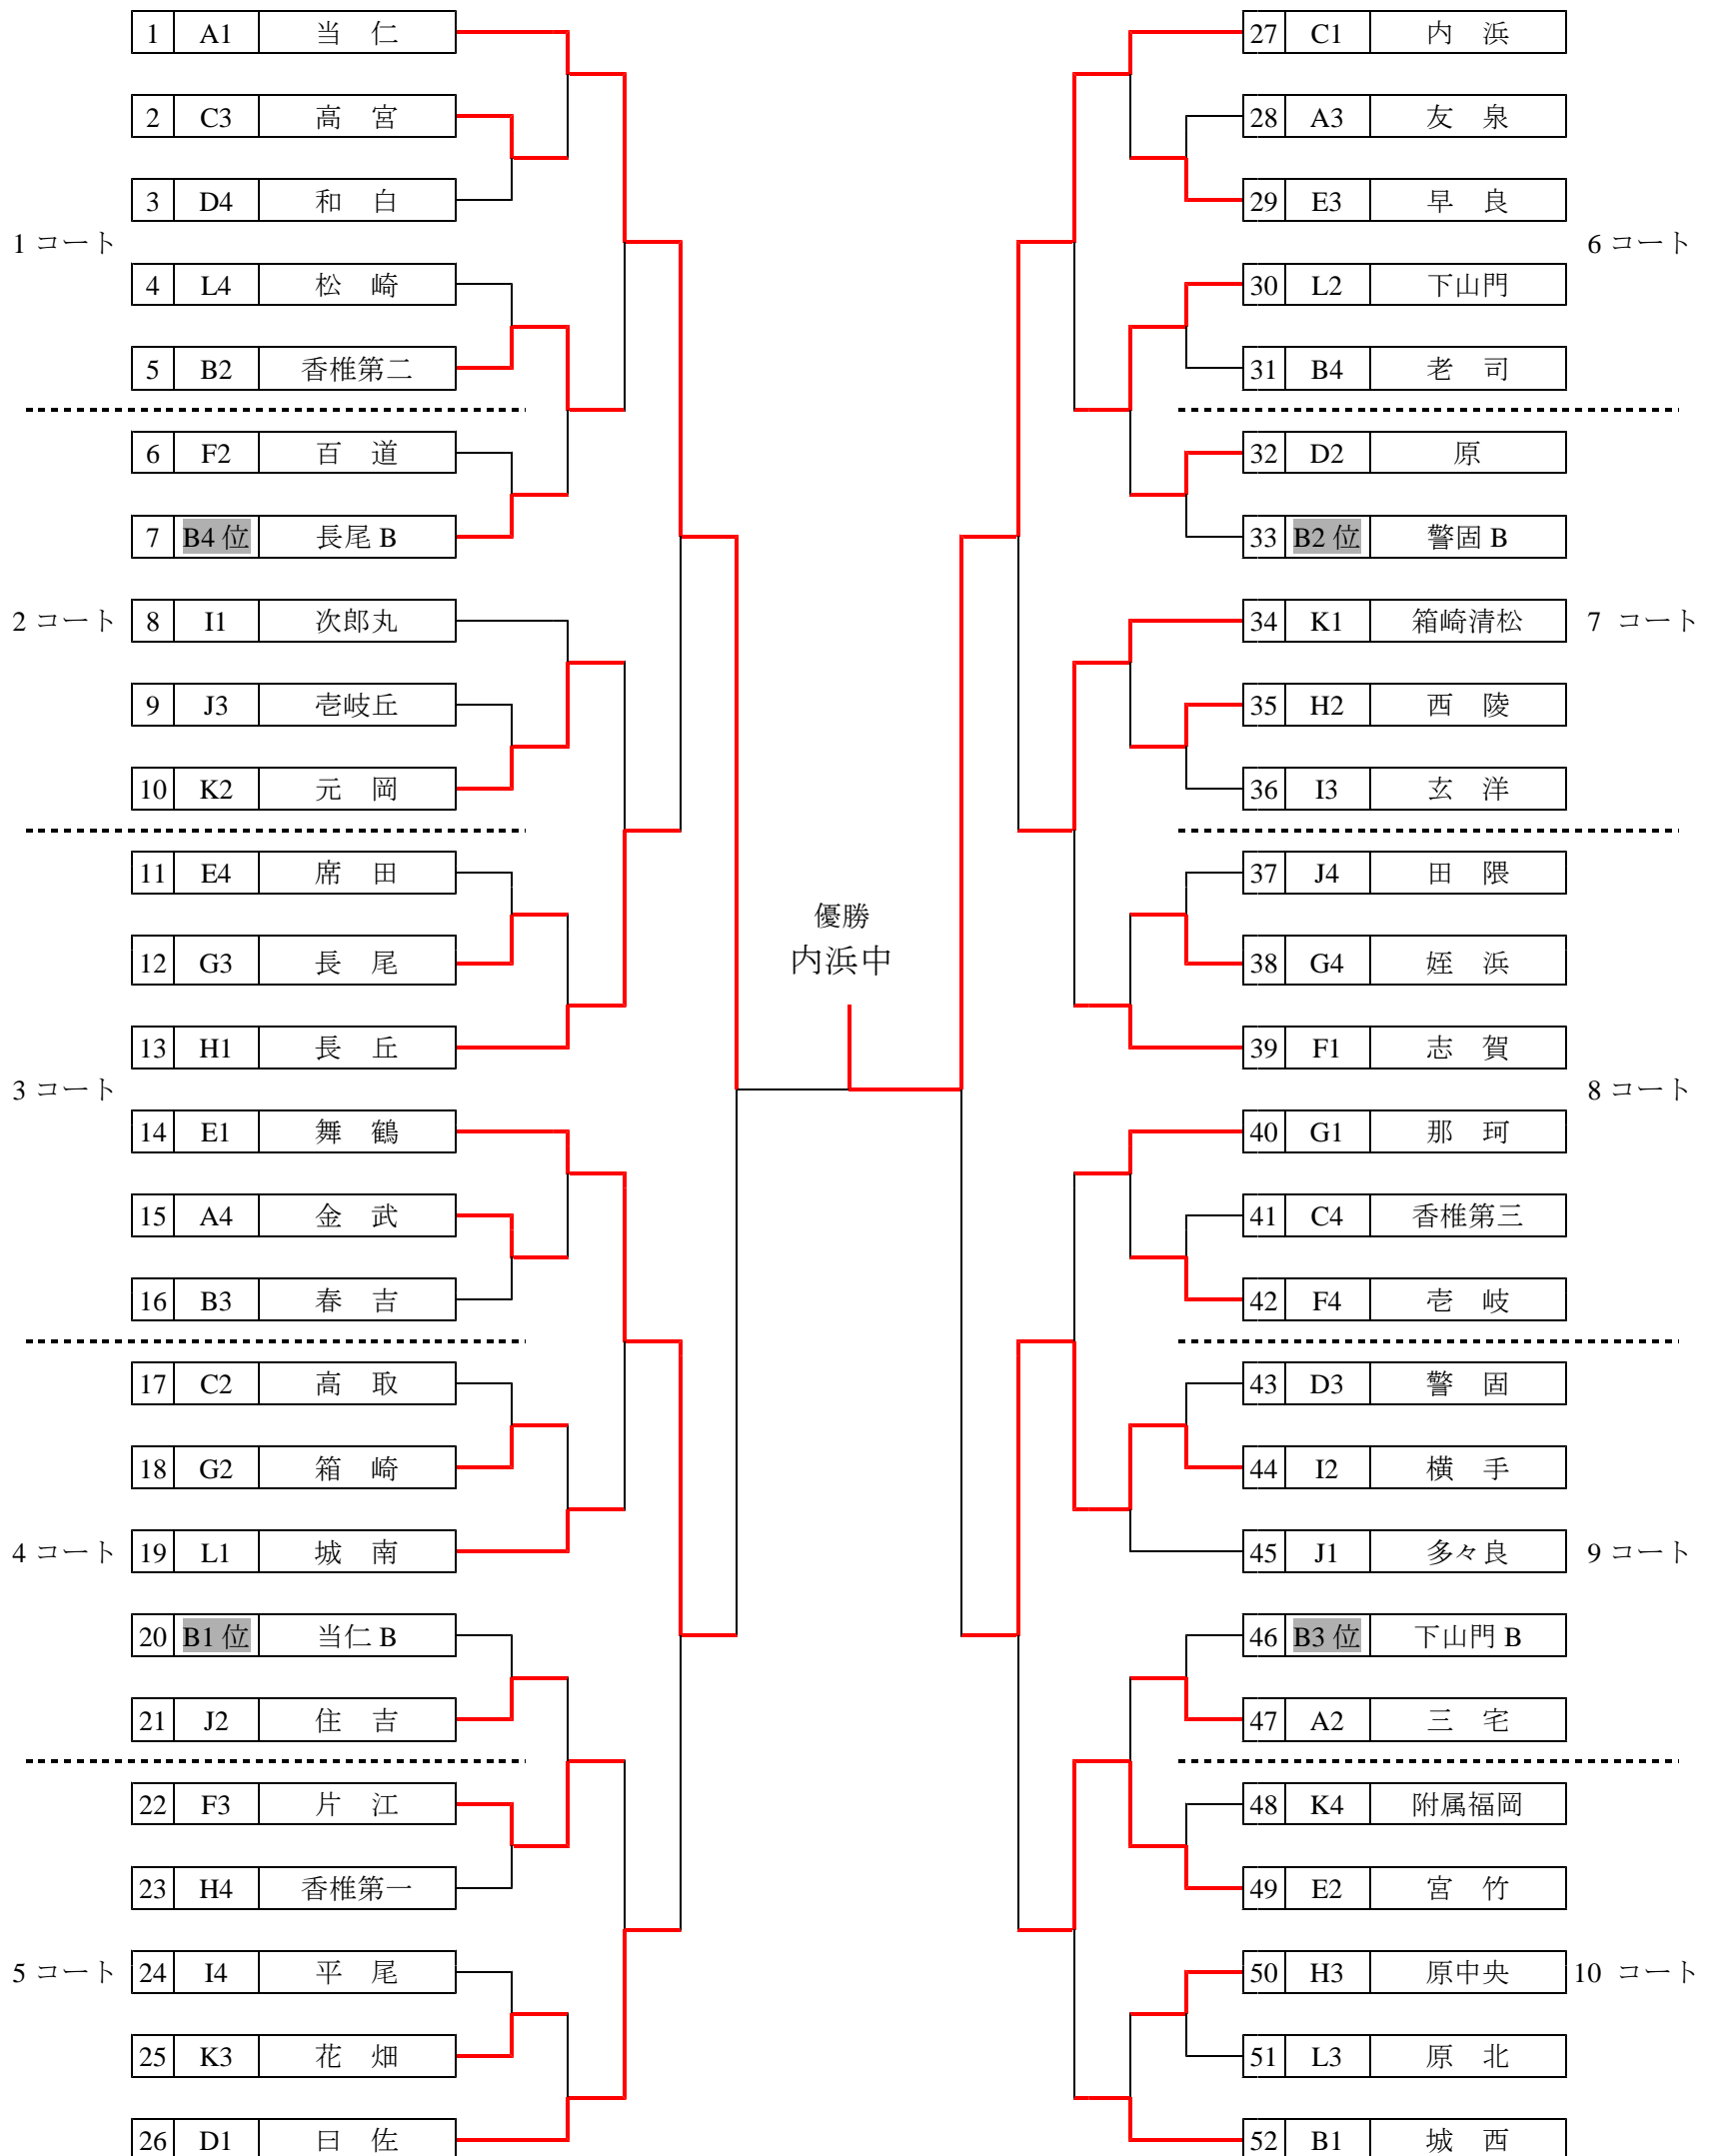 1 A1 当 仁
2 C3 高 宮
3 D4 和 白
1 コート
4 L4 松 崎
5 B2 香椎第二
6 F2 百 道
7 B4 位 長尾 B
2 コート
8 I1 次郎丸
9 J3 壱岐丘
10 K2 元 岡
11 E4 席 田
12 G3 長 尾
13 H1 長 丘
3 コート
14 E1 舞 鶴
15 A4 金 武
16 B3 春 吉
17 C2 高 取
18 G2 箱 崎
4 コート
19 L1 城 南
20 B1 位 当仁 B
21 J2 住 吉
22 F3 片 江
23 H4 香椎第一
5 コート
24 I4 平 尾
25 K3 花 畑
26 D1 日 佐
優勝
内浜中
27 C1 内 浜
28 A3 友 泉
29 E3 早 良
6 コート
30 L2 下山門
31 B4 老 司
32 D2 原
33 B2 位 警固 B
34 K1 箱崎清松
7 コート
35 H2 西 陵
36 I3 玄 洋
37 J4 田 隈
38 G4 姪 浜
39 F1 志 賀
8 コート
40 G1 那 珂
41 C4 香椎第三
42 F4 壱 岐
43 D3 警 固
44 I2 横 手
45 J1 多々良
9 コート
46 B3 位 下山門 B
47 A2 三 宅
48 K4 附属福岡
49 E2 宮 竹
50 H3 原中央
10 コート
51 L3 原 北
52 B1 城 西